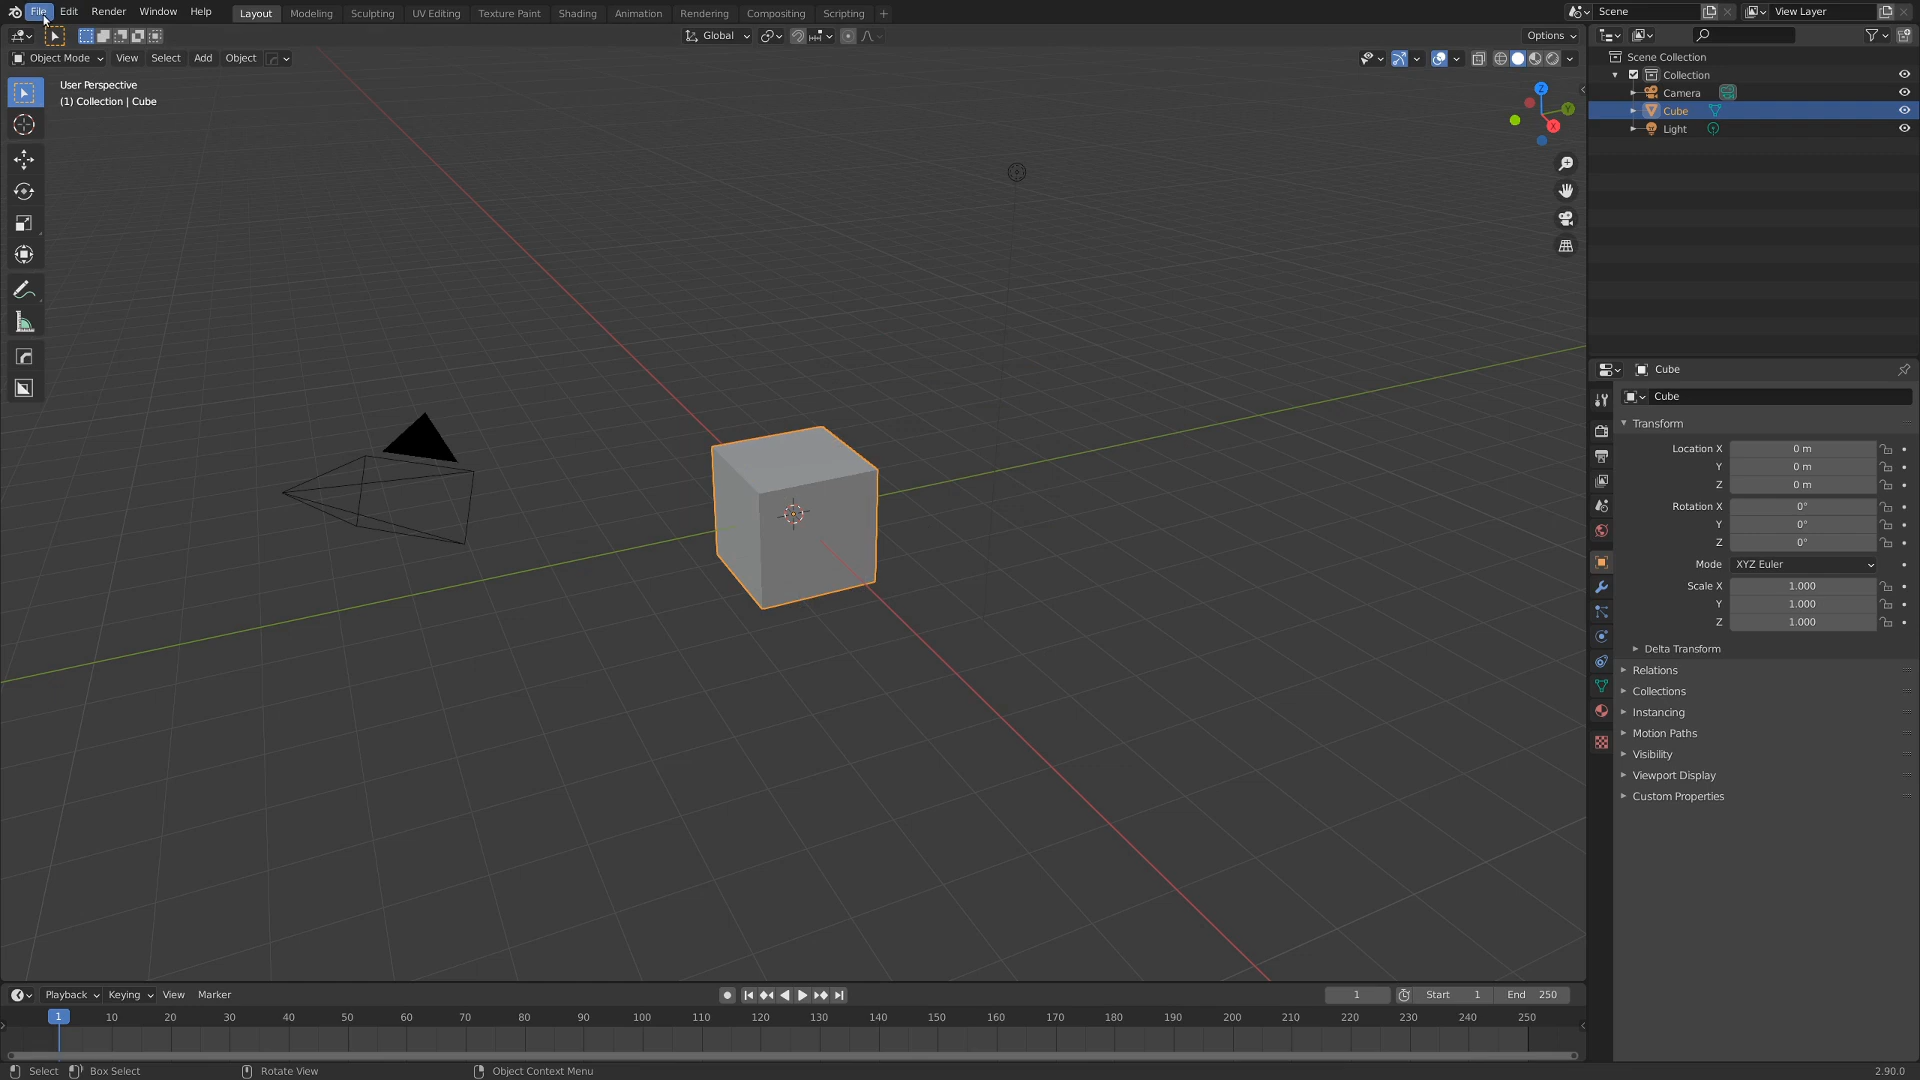 File Edit Render Window Help Layout Modeling Sculpting UV Editing Texture Paint Shading Animation Rendering Compositing Scripting + Scene View Layer
Global Options
Object Mode View Select Add Object
User Perspective
(1) Collection | Cube
Z
Y
X
Scene Collection
Collection
Camera
Cube
Light
Cube
Cube
Transform
Location X 0 m
Y 0 m
Z 0 m
Rotation X 0°
Y 0°
Z 0°
Mode XYZ Euler
Scale X 1.000
Y 1.000
Z 1.000
Delta Transform
Relations
Collections
Instancing
Motion Paths
Visibility
Viewport Display
Custom Properties
Playback Keying View Marker 1 Start 1 End 250
1 10 20 30 40 50 60 70 80 90 100 110 120 130 140 150 160 170 180 190 200 210 220 230 240 250
Select Box Select Rotate View Object Context Menu 2.90.0